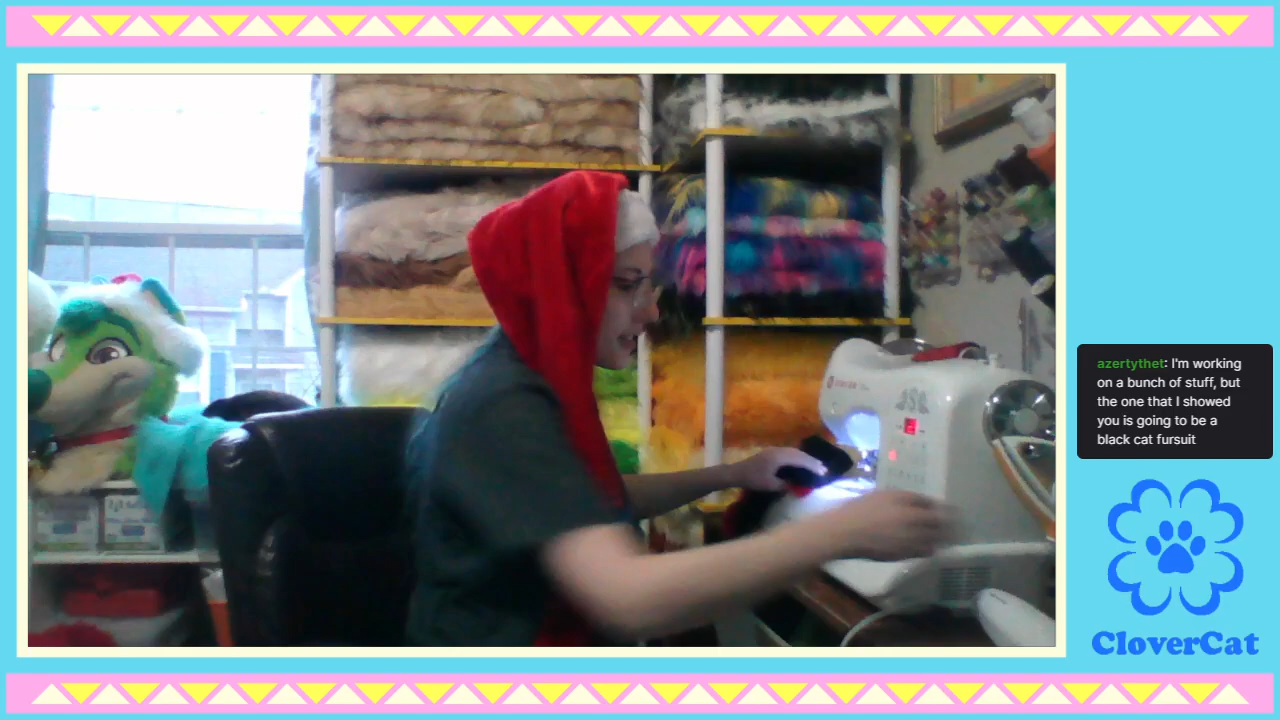 azertythet: I'm working
on a bunch of stuff, but
the one that I showed
you is going to be a
black cat fursuit
CloverCat